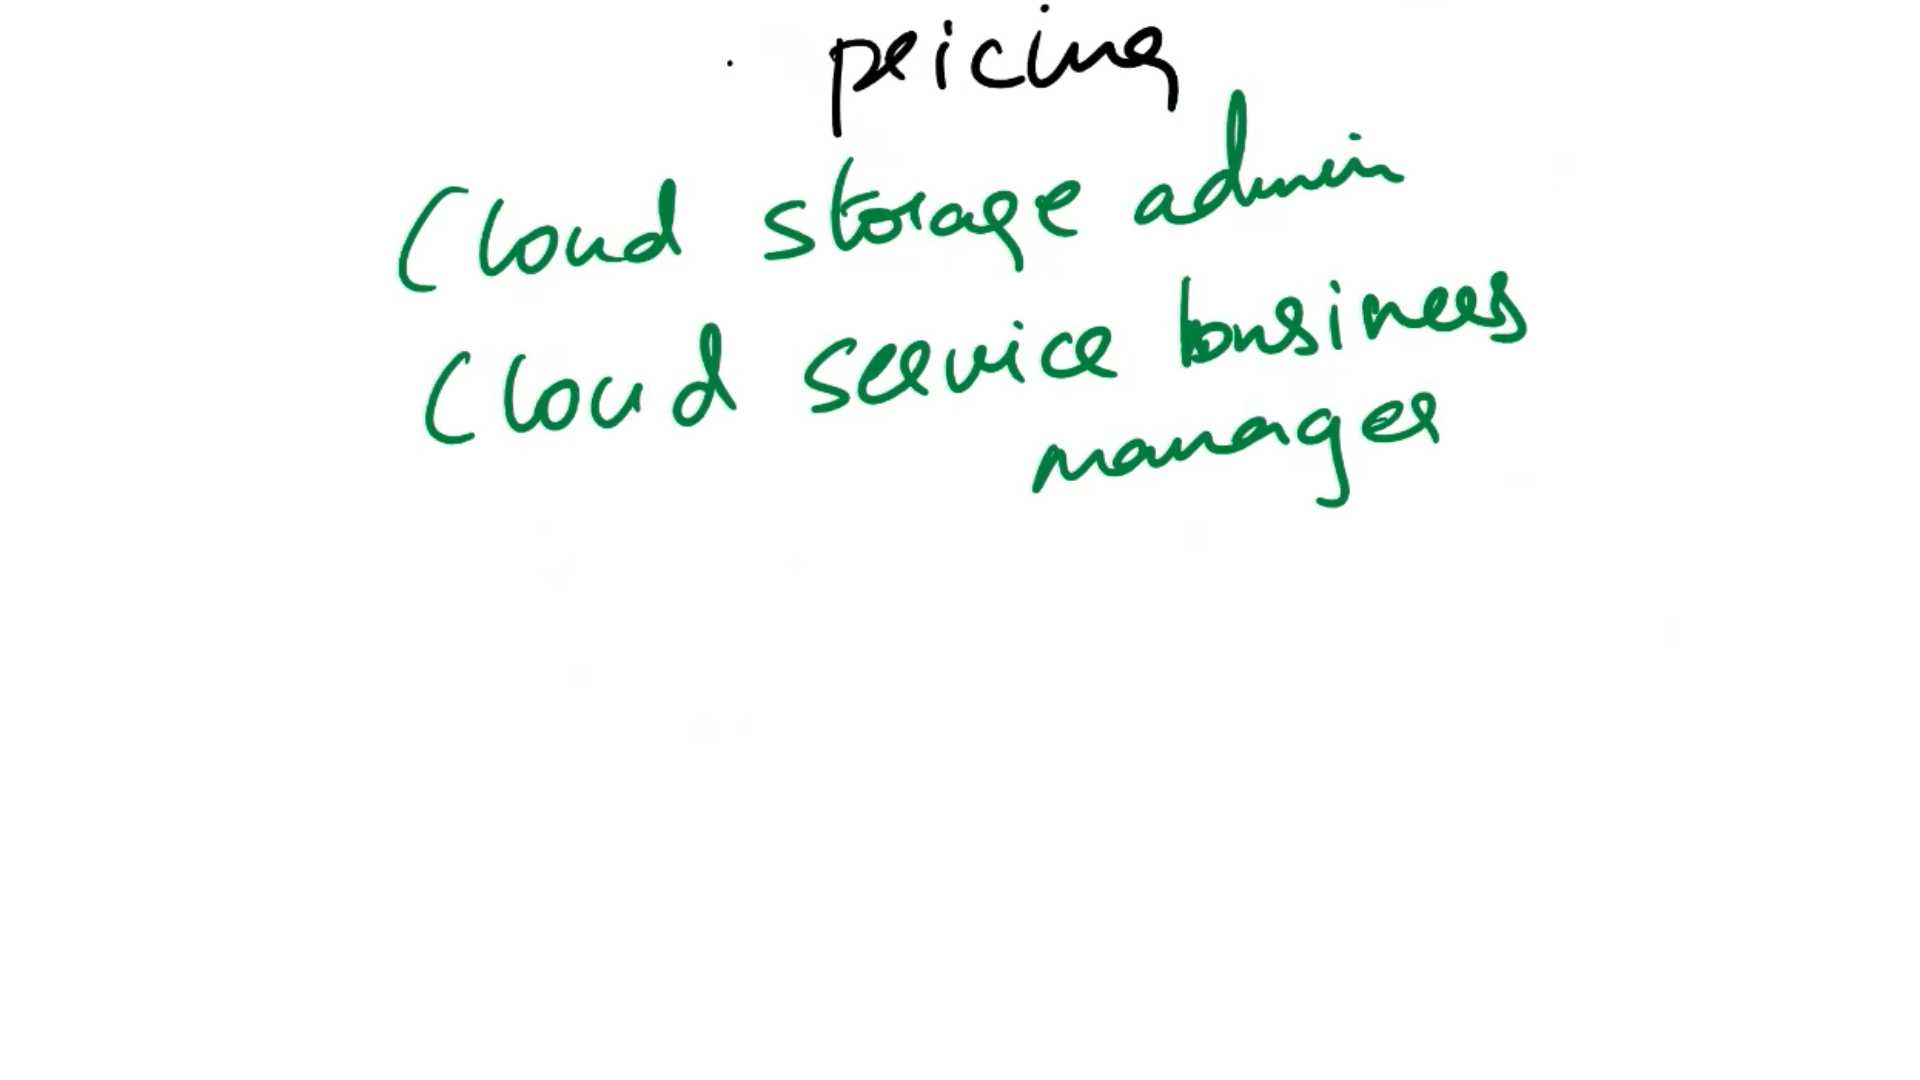 pricing
Cloud storage admin
Cloud service business
manager